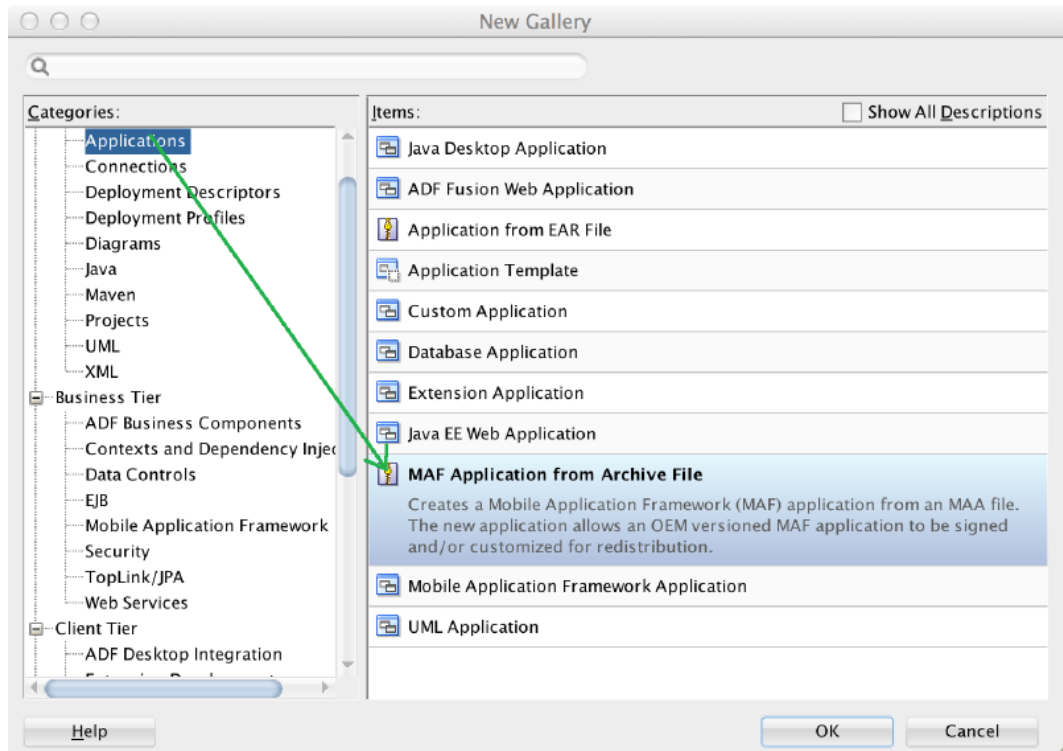 New Gallery
Categories:
Applications
Connections
Deployment Descriptors
Deployment Profiles
Diagrams
Java
Maven
Projects
UML
XML
Business Tier
ADF Business Components
Contexts and Dependency Injec
Data Controls
EJB
Mobile Application Framework
Security
TopLink/JPA
Web Services
Client Tier
ADF Desktop Integration
Items:
Show All Descriptions
Java Desktop Application
ADF Fusion Web Application
Application from EAR File
Application Template
Custom Application
Database Application
Extension Application
Java EE Web Application
MAF Application from Archive File
Creates a Mobile Application Framework (MAF) application from an MAA file.
The new application allows an OEM versioned MAF application to be signed
and/or customized for redistribution.
Mobile Application Framework Application
UML Application
Help
OK
Cancel